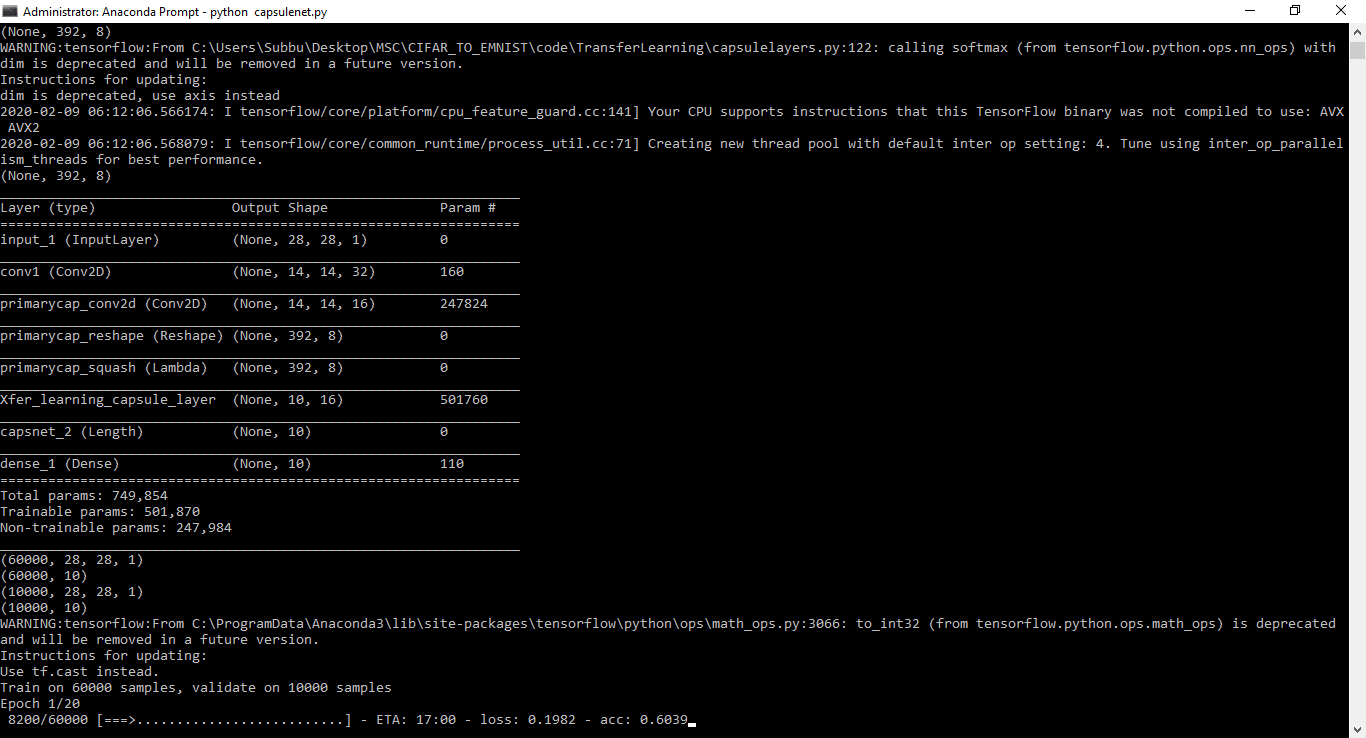 Administrator: Anaconda Prompt - python  capsulenet.py
(None, 392, 8)
WARNING:tensorflow:From C:\Users\Subbu\Desktop\MSC\CIFAR_TO_EMNIST\code\TransferLearning\capsulelayers.py:122: calling softmax (from tensorflow.python.ops.nn_ops) with
dim is deprecated and will be removed in a future version.
Instructions for updating:
dim is deprecated, use axis instead
2020-02-09 06:12:06.566174: I tensorflow/core/platform/cpu_feature_guard.cc:141] Your CPU supports instructions that this TensorFlow binary was not compiled to use: AVX
 AVX2
2020-02-09 06:12:06.568079: I tensorflow/core/common_runtime/process_util.cc:71] Creating new thread pool with default inter op setting: 4. Tune using inter_op_parallel
ism_threads for best performance.
(None, 392, 8)
_________________________________________________________________
Layer (type)                 Output Shape              Param #
=================================================================
input_1 (InputLayer)         (None, 28, 28, 1)         0
_________________________________________________________________
conv1 (Conv2D)               (None, 14, 14, 32)        160
_________________________________________________________________
primarycap_conv2d (Conv2D)   (None, 14, 14, 16)        247824
_________________________________________________________________
primarycap_reshape (Reshape) (None, 392, 8)            0
_________________________________________________________________
primarycap_squash (Lambda)   (None, 392, 8)            0
_________________________________________________________________
Xfer_learning_capsule_layer  (None, 10, 16)            501760
_________________________________________________________________
capsnet_2 (Length)           (None, 10)                0
_________________________________________________________________
dense_1 (Dense)              (None, 10)                110
=================================================================
Total params: 749,854
Trainable params: 501,870
Non-trainable params: 247,984
_________________________________________________________________
(60000, 28, 28, 1)
(60000, 10)
(10000, 28, 28, 1)
(10000, 10)
WARNING:tensorflow:From C:\ProgramData\Anaconda3\lib\site-packages\tensorflow\python\ops\math_ops.py:3066: to_int32 (from tensorflow.python.ops.math_ops) is deprecated
and will be removed in a future version.
Instructions for updating:
Use tf.cast instead.
Train on 60000 samples, validate on 10000 samples
Epoch 1/20
 8200/60000 [===>..........................] - ETA: 17:00 - loss: 0.1982 - acc: 0.6039